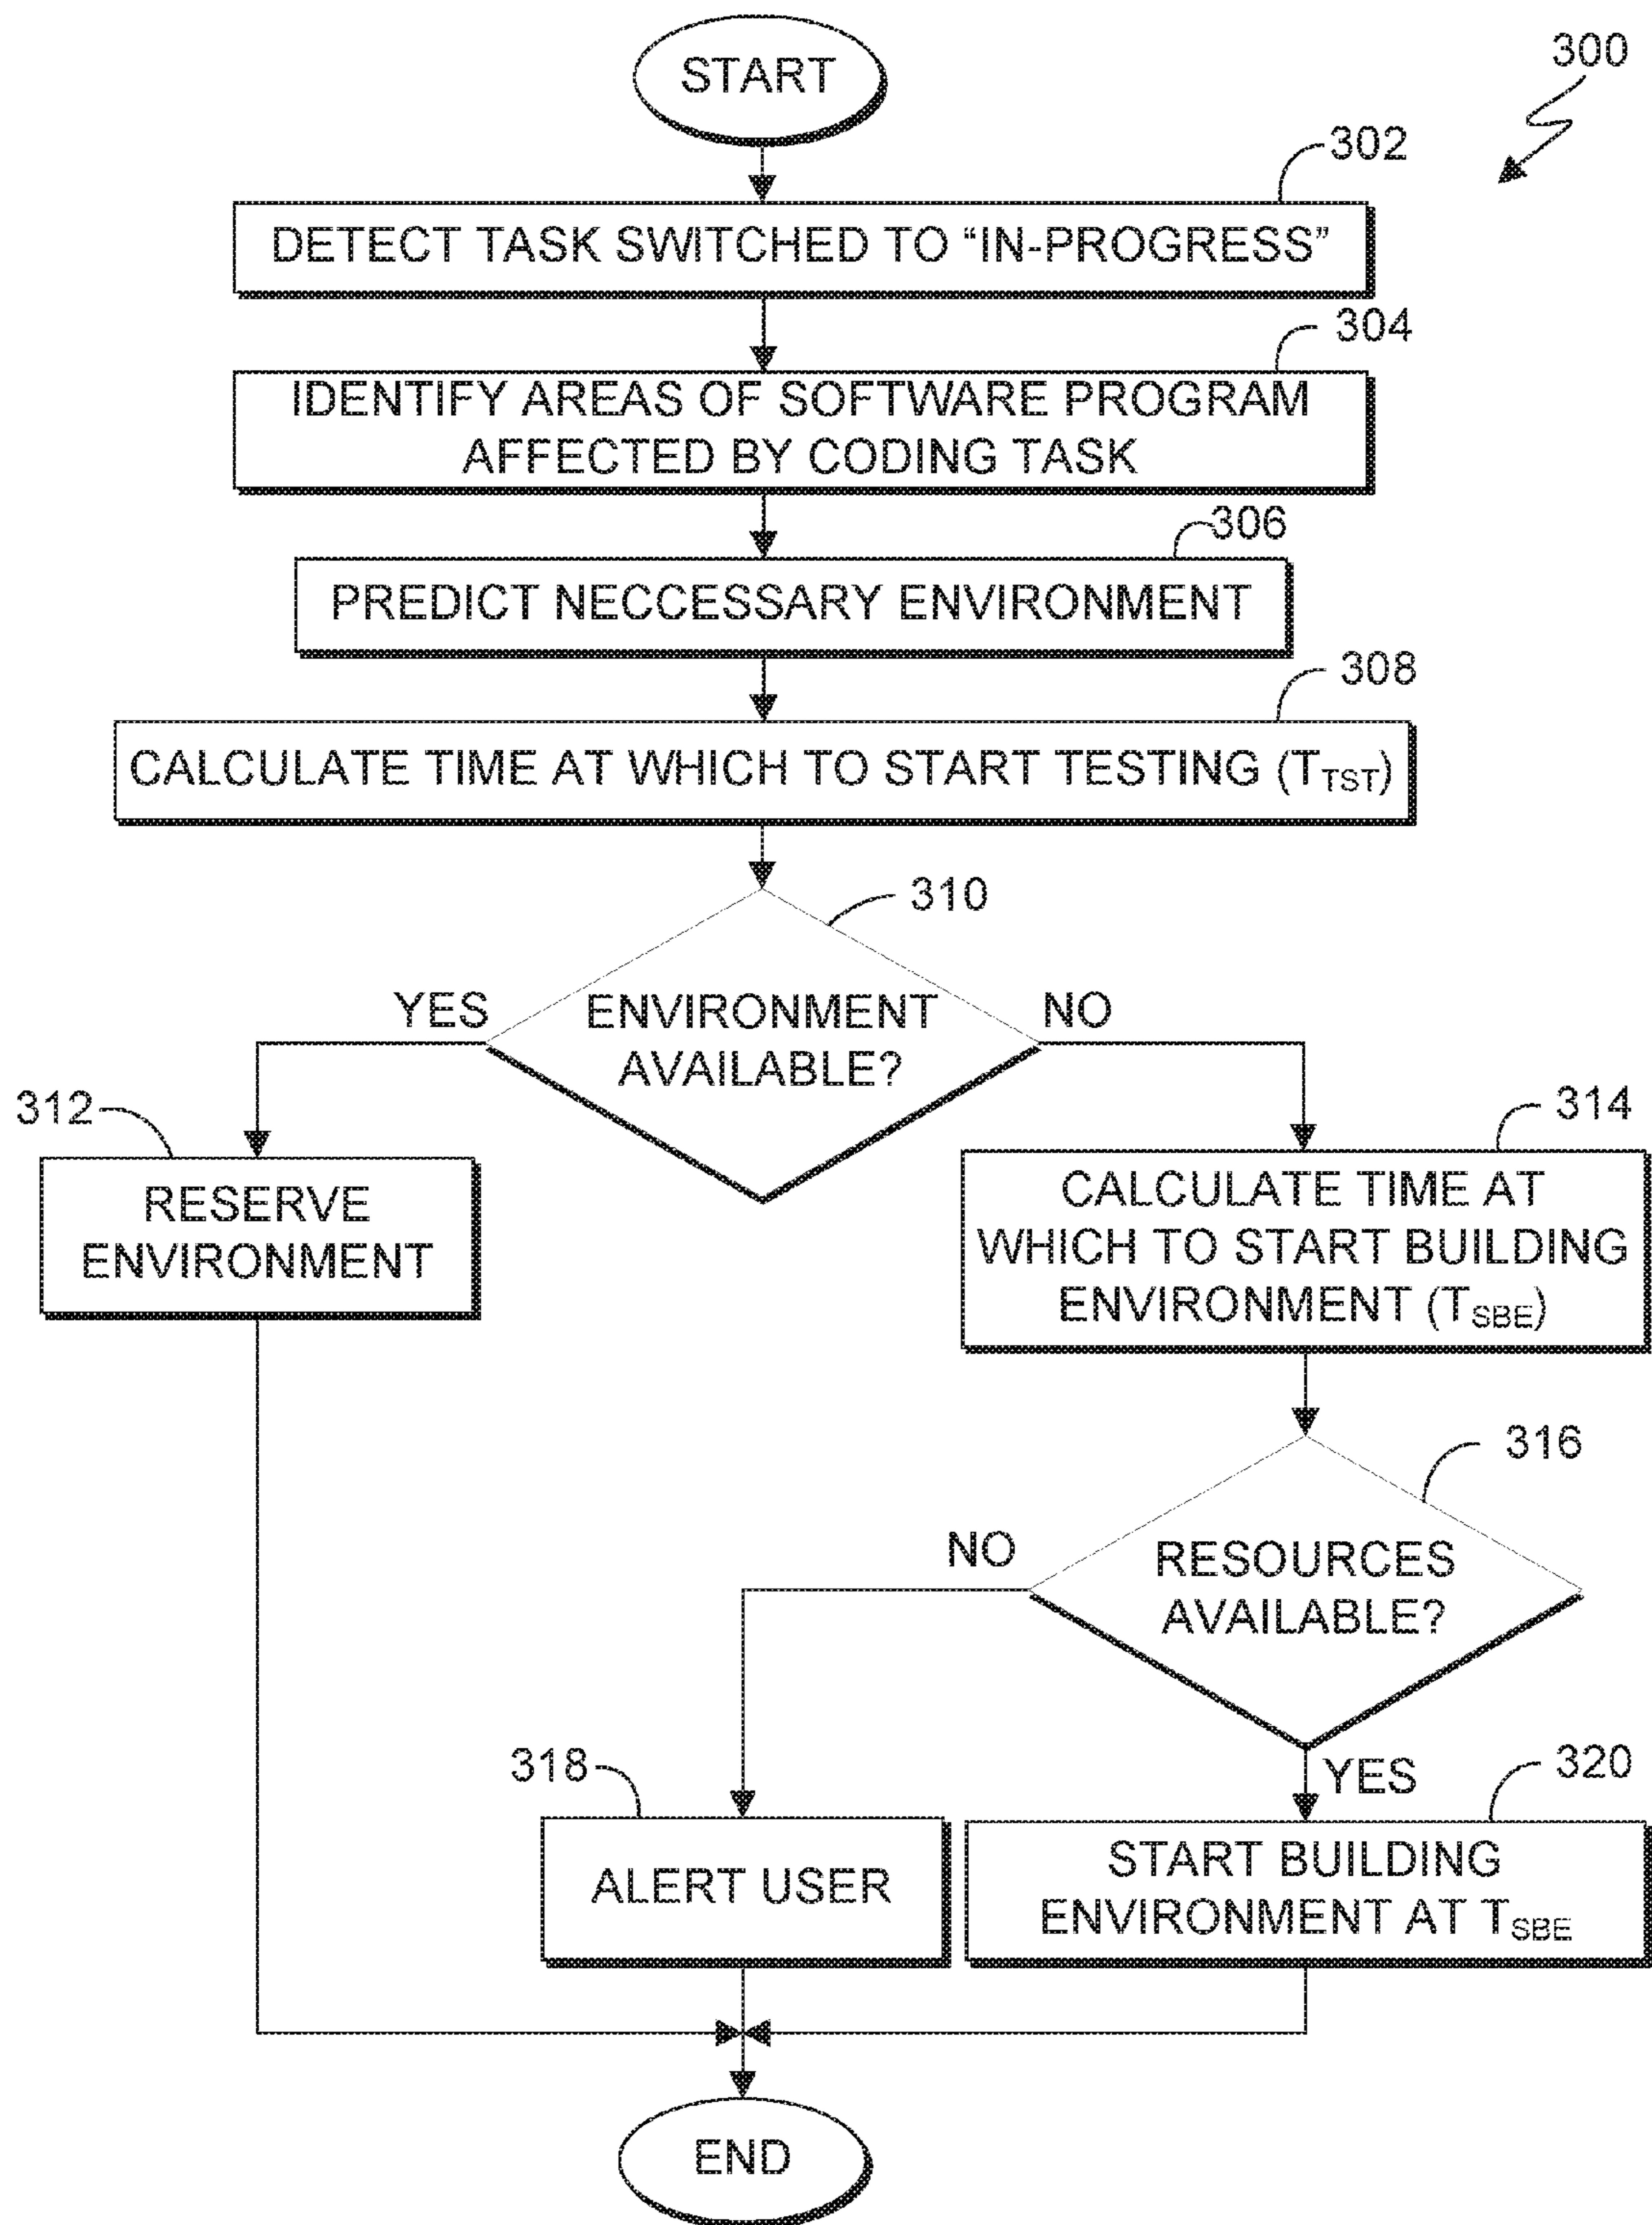 START
300
302
DETECT TASK SWITCHED TO “IN-PROGRESS”
304
IDENTIFY AREAS OF SOFTWARE PROGRAM
AFFECTED BY CODING TASK
306
PREDICT NECCESSARY ENVIRONMENT
308
CALCULATE TIME AT WHICH TO START TESTING (TTST)
310
YES
ENVIRONMENT
AVAILABLE?
NO
312
RESERVE
ENVIRONMENT
314
CALCULATE TIME AT
WHICH TO START BUILDING
ENVIRONMENT (TSBE)
316
NO
RESOURCES
AVAILABLE?
318
ALERT USER
YES
320
START BUILDING
ENVIRONMENT AT TSBE
END